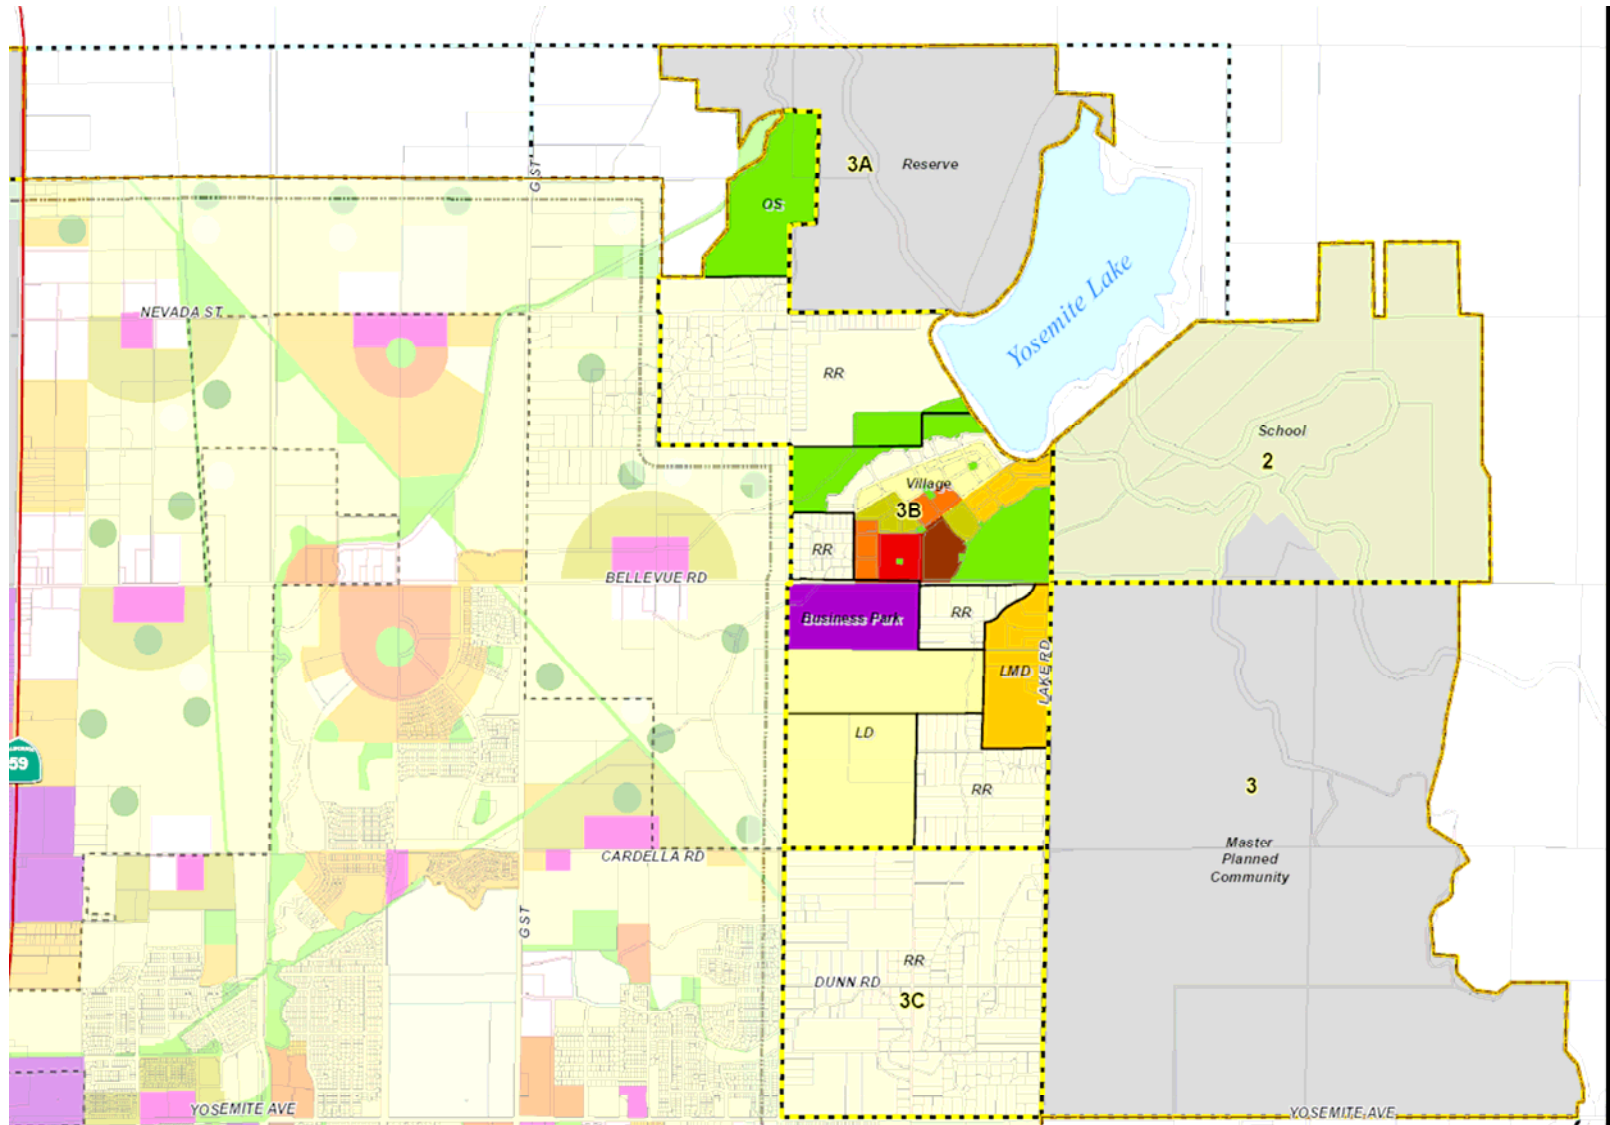 G ST
3A
Reserve
OS
NEVADA ST
Yosemite Lake
RR
School
2
Village
3B
RR
BELLEVUE RD
Business Park
RR
LMD
LAKE RD
LD
59
RR
3
Master
Planned
Community
CARDELLA RD
G ST
RR
DUNN RD
3C
YOSEMITE AVE
YOSEMITE AVE